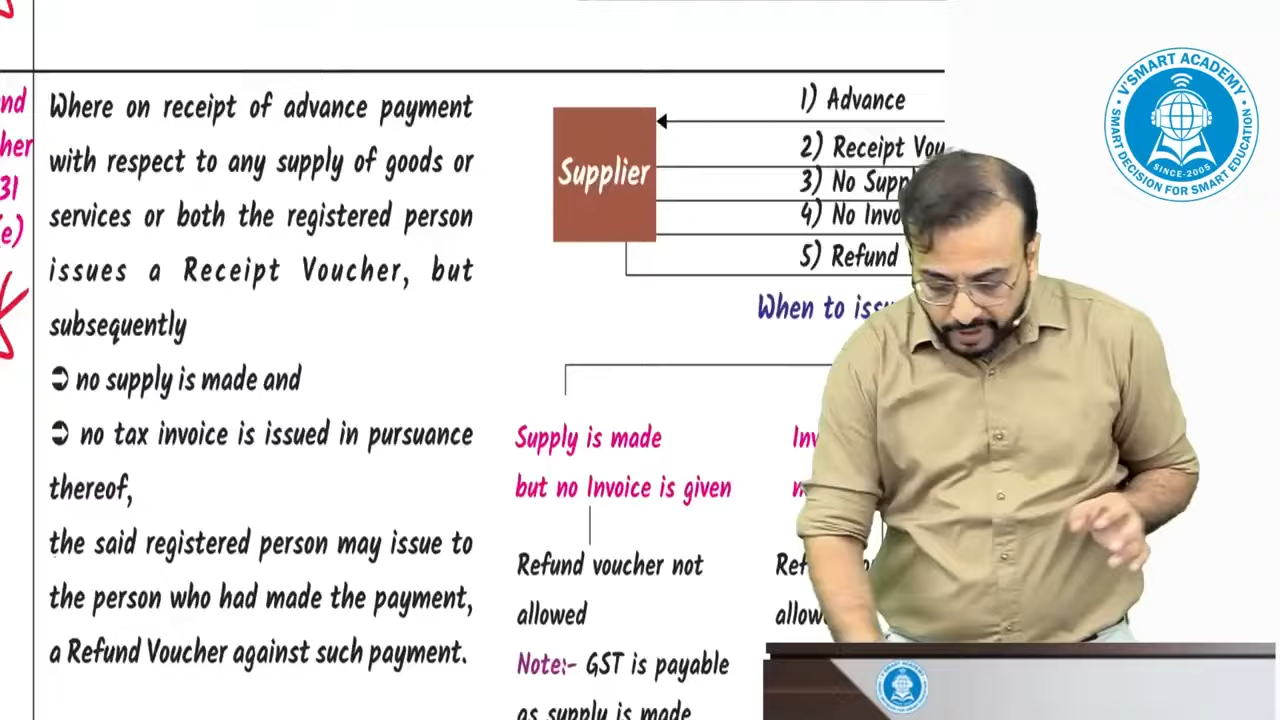 nd
her
31
(e)
Where on receipt of advance payment
with respect to any supply of goods or
services or both the registered person
issues a Receipt Voucher, but
subsequently
➲ no supply is made and
➲ no tax invoice is issued in pursuance
thereof,
the said registered person may issue to
the person who had made the payment,
a Refund Voucher against such payment.
Supplier
1) Advance
2) Receipt Vou
3) No Suppl
4) No Invo
5) Refund
When to issu
Supply is made
but no Invoice is given
Refund voucher not
allowed
Note:- GST is payable
as supply is made
Inv
Ref
allow
V'SMART ACADEMY
SINCE-2005
SMART DECISION FOR SMART EDUCATION